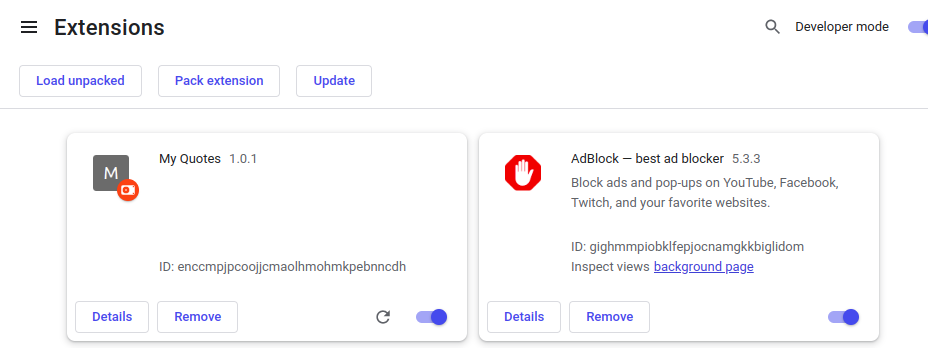 Extensions
Developer mode
Load unpacked
Pack extension
Update
M
My Quotes 1.0.1
ID: enccmpjpcoojjcmaolhmohmkpebnncdh
Details
Remove
AdBlock — best ad blocker 5.3.3
Block ads and pop-ups on YouTube, Facebook,
Twitch, and your favorite websites.
ID: gighmmpiobklfepjocnamgkkbiglidom
Inspect views background page
Details
Remove